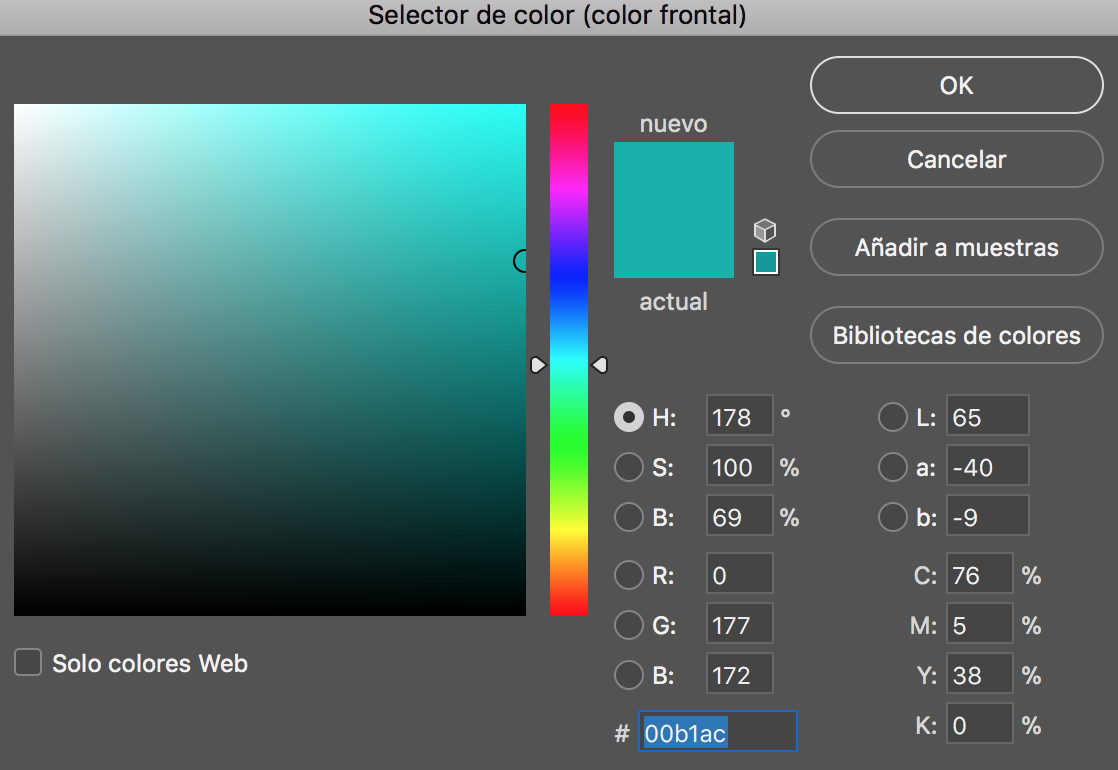 Selector de color (color frontal)
OK
nuevo
Cancelar
Añadir a muestras
actual
Bibliotecas de colores
H: 178 °
L: 65
S: 100 %
a: -40
B: 69 %
b: -9
R: 0
C: 76 %
G: 177
M: 5 %
B: 172
Y: 38 %
# 00b1ac
K: 0 %
Solo colores Web